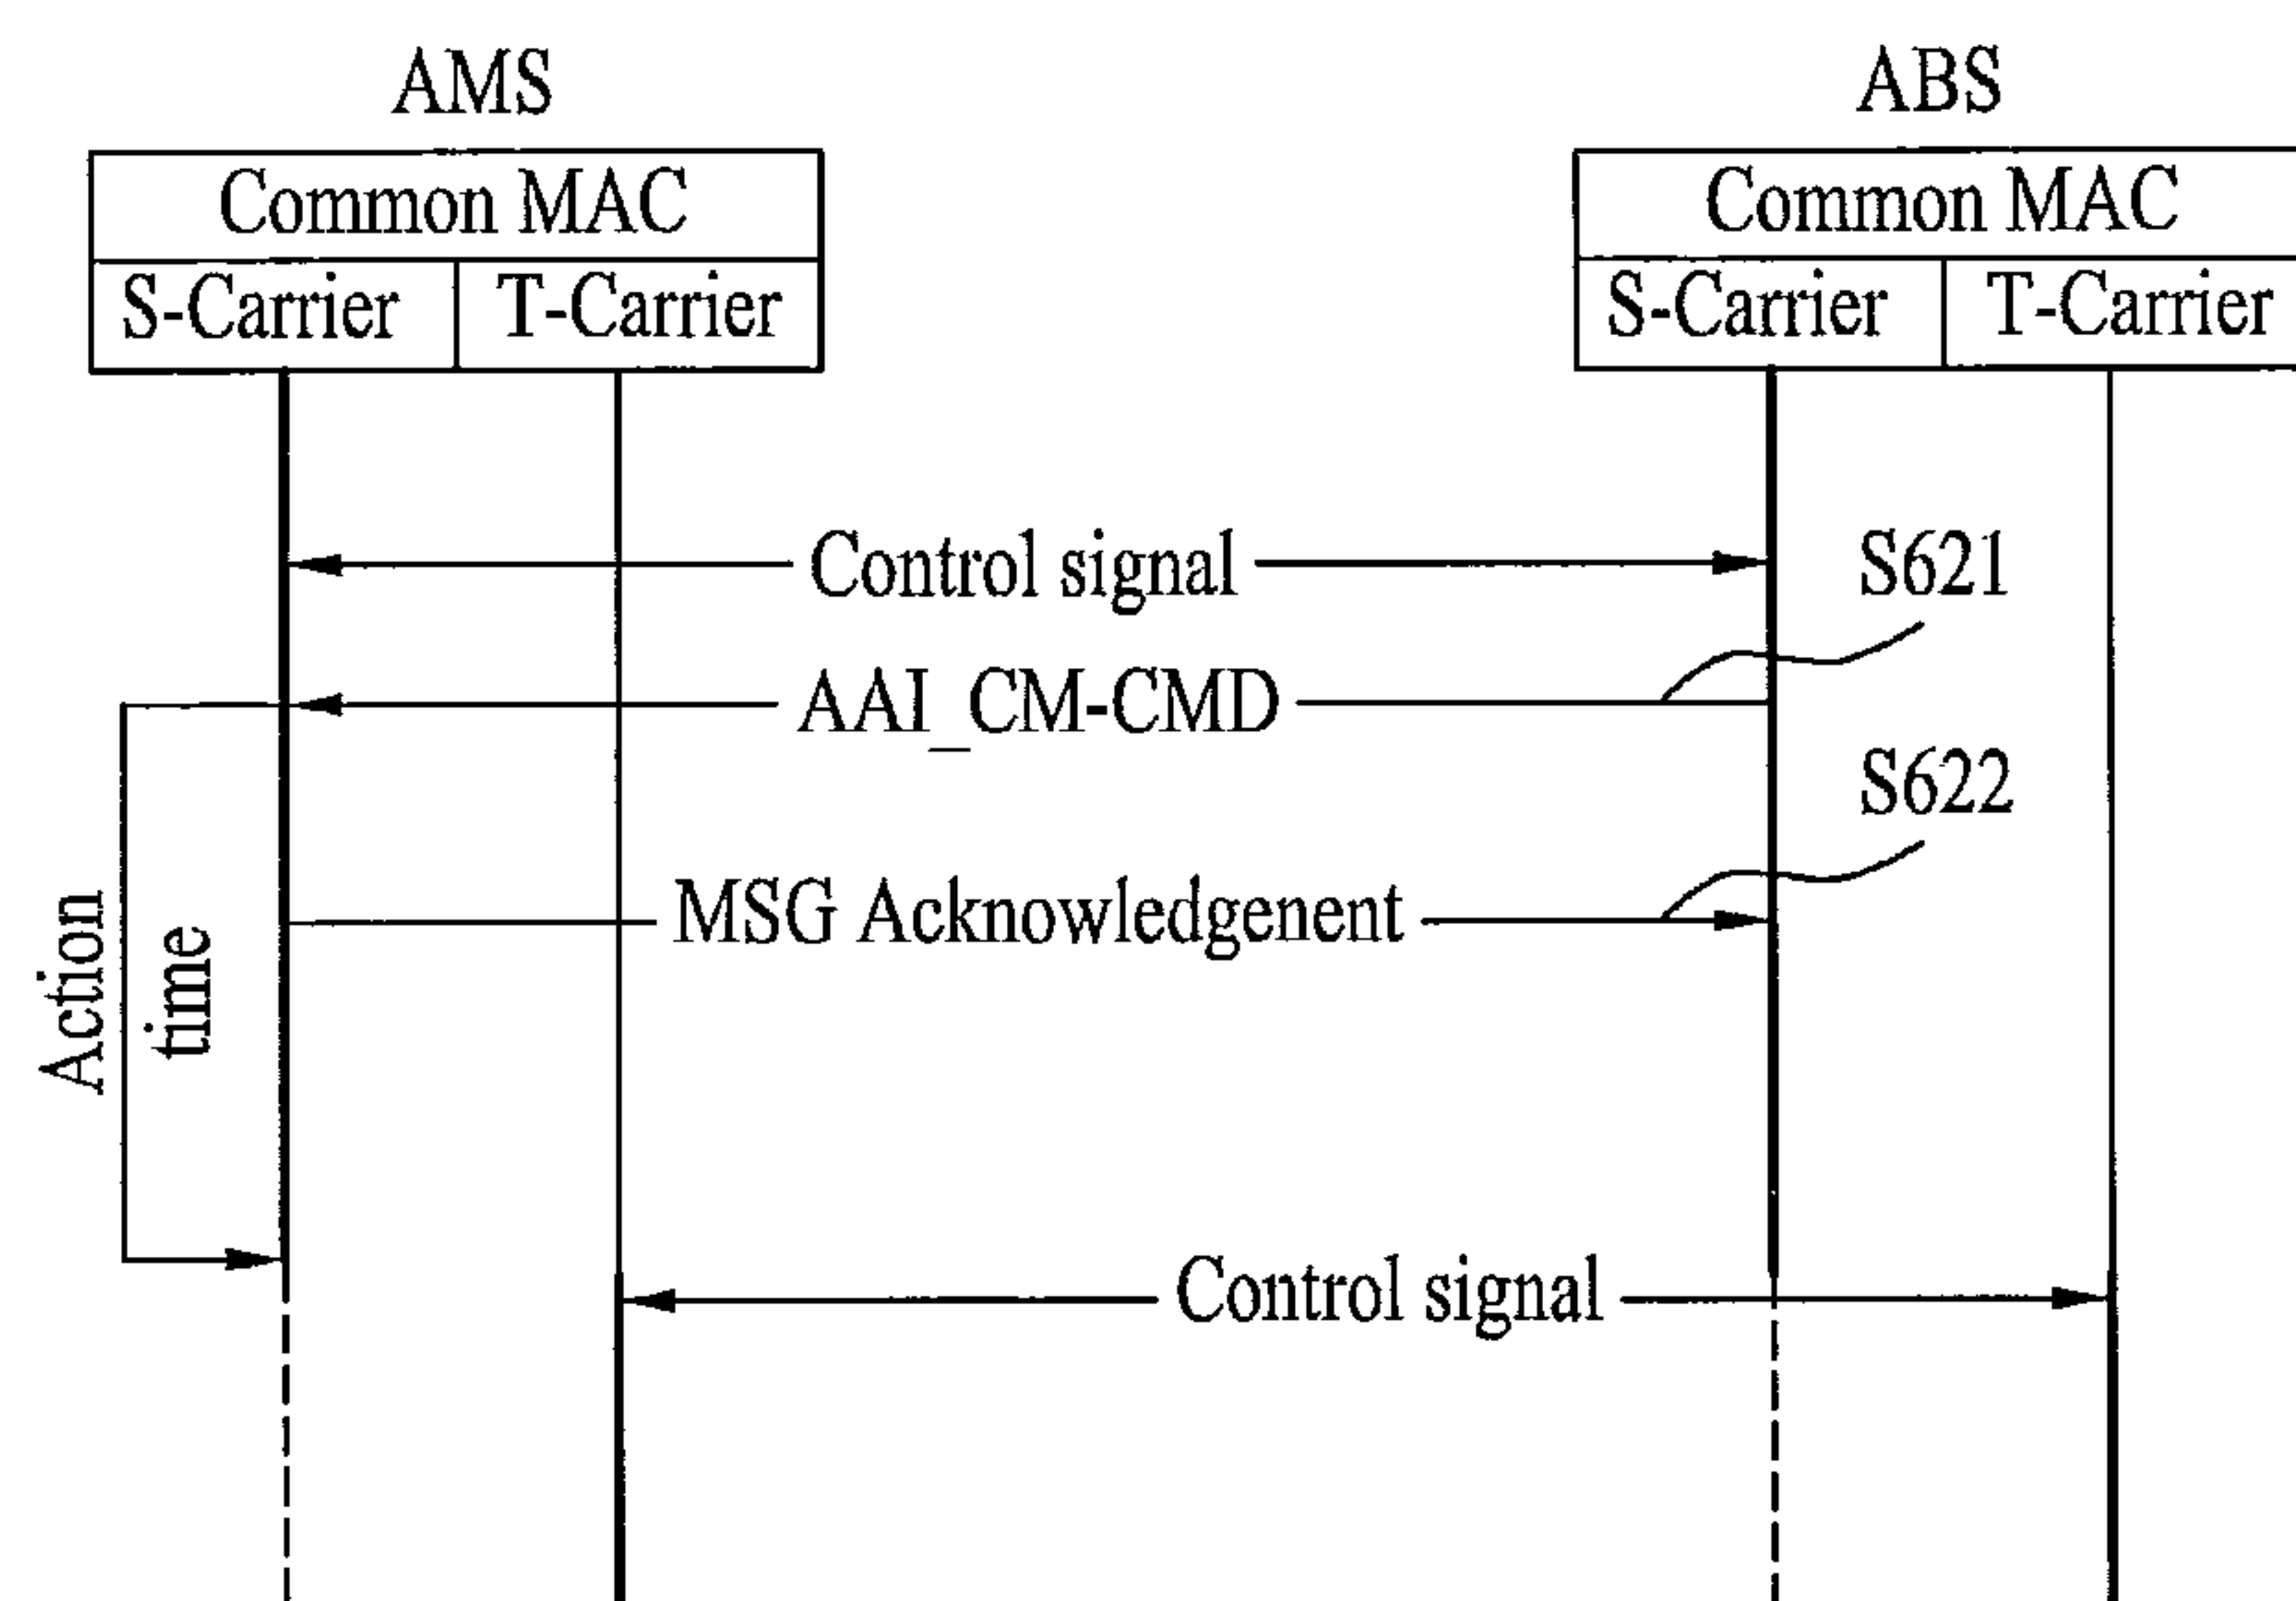 AMS
ABS
Common MAC
Common MAC
S-Carrier
T-Carrier
S-Carrier
T-Carrier
Control signal
S621
AAI_CM-CMD
S622
MSG Acknowledgenent
Action
time
Control signal